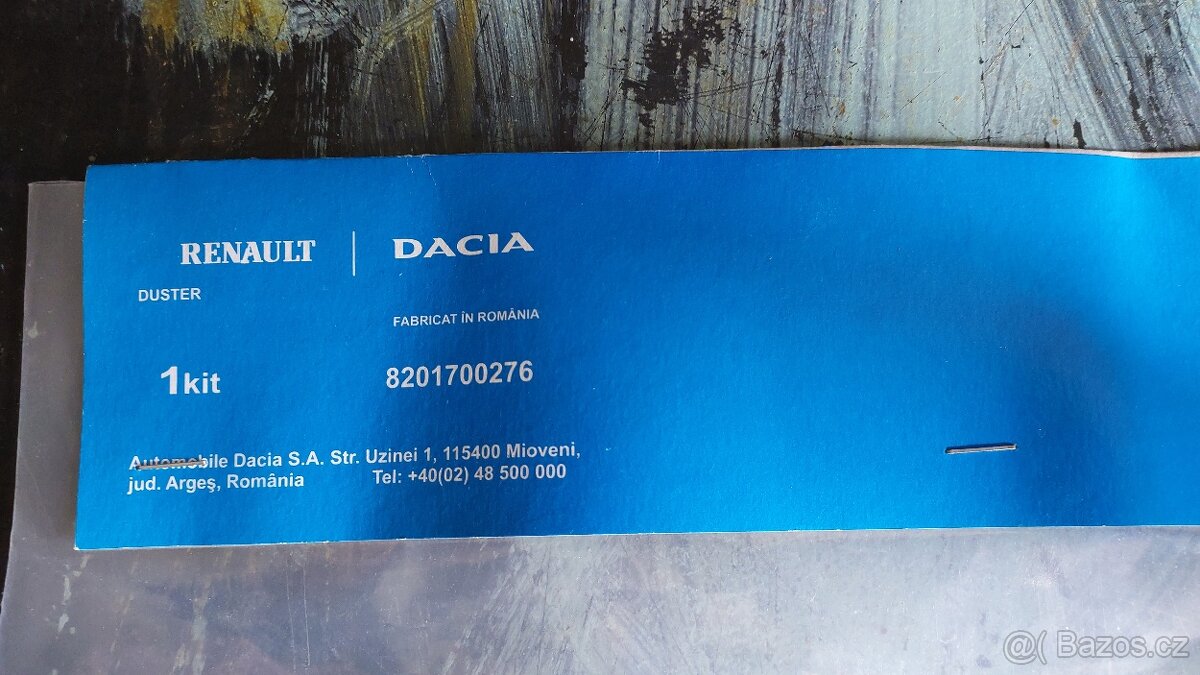 RENAULT | DACIA
DUSTER
FABRICAT ÎN ROMÂNIA
1kit
8201700276
Automobile Dacia S.A. Str. Uzinei 1, 115400 Mioveni,
jud. Argeş, România Tel: +40(02) 48 500 000
@( Bazos.cz